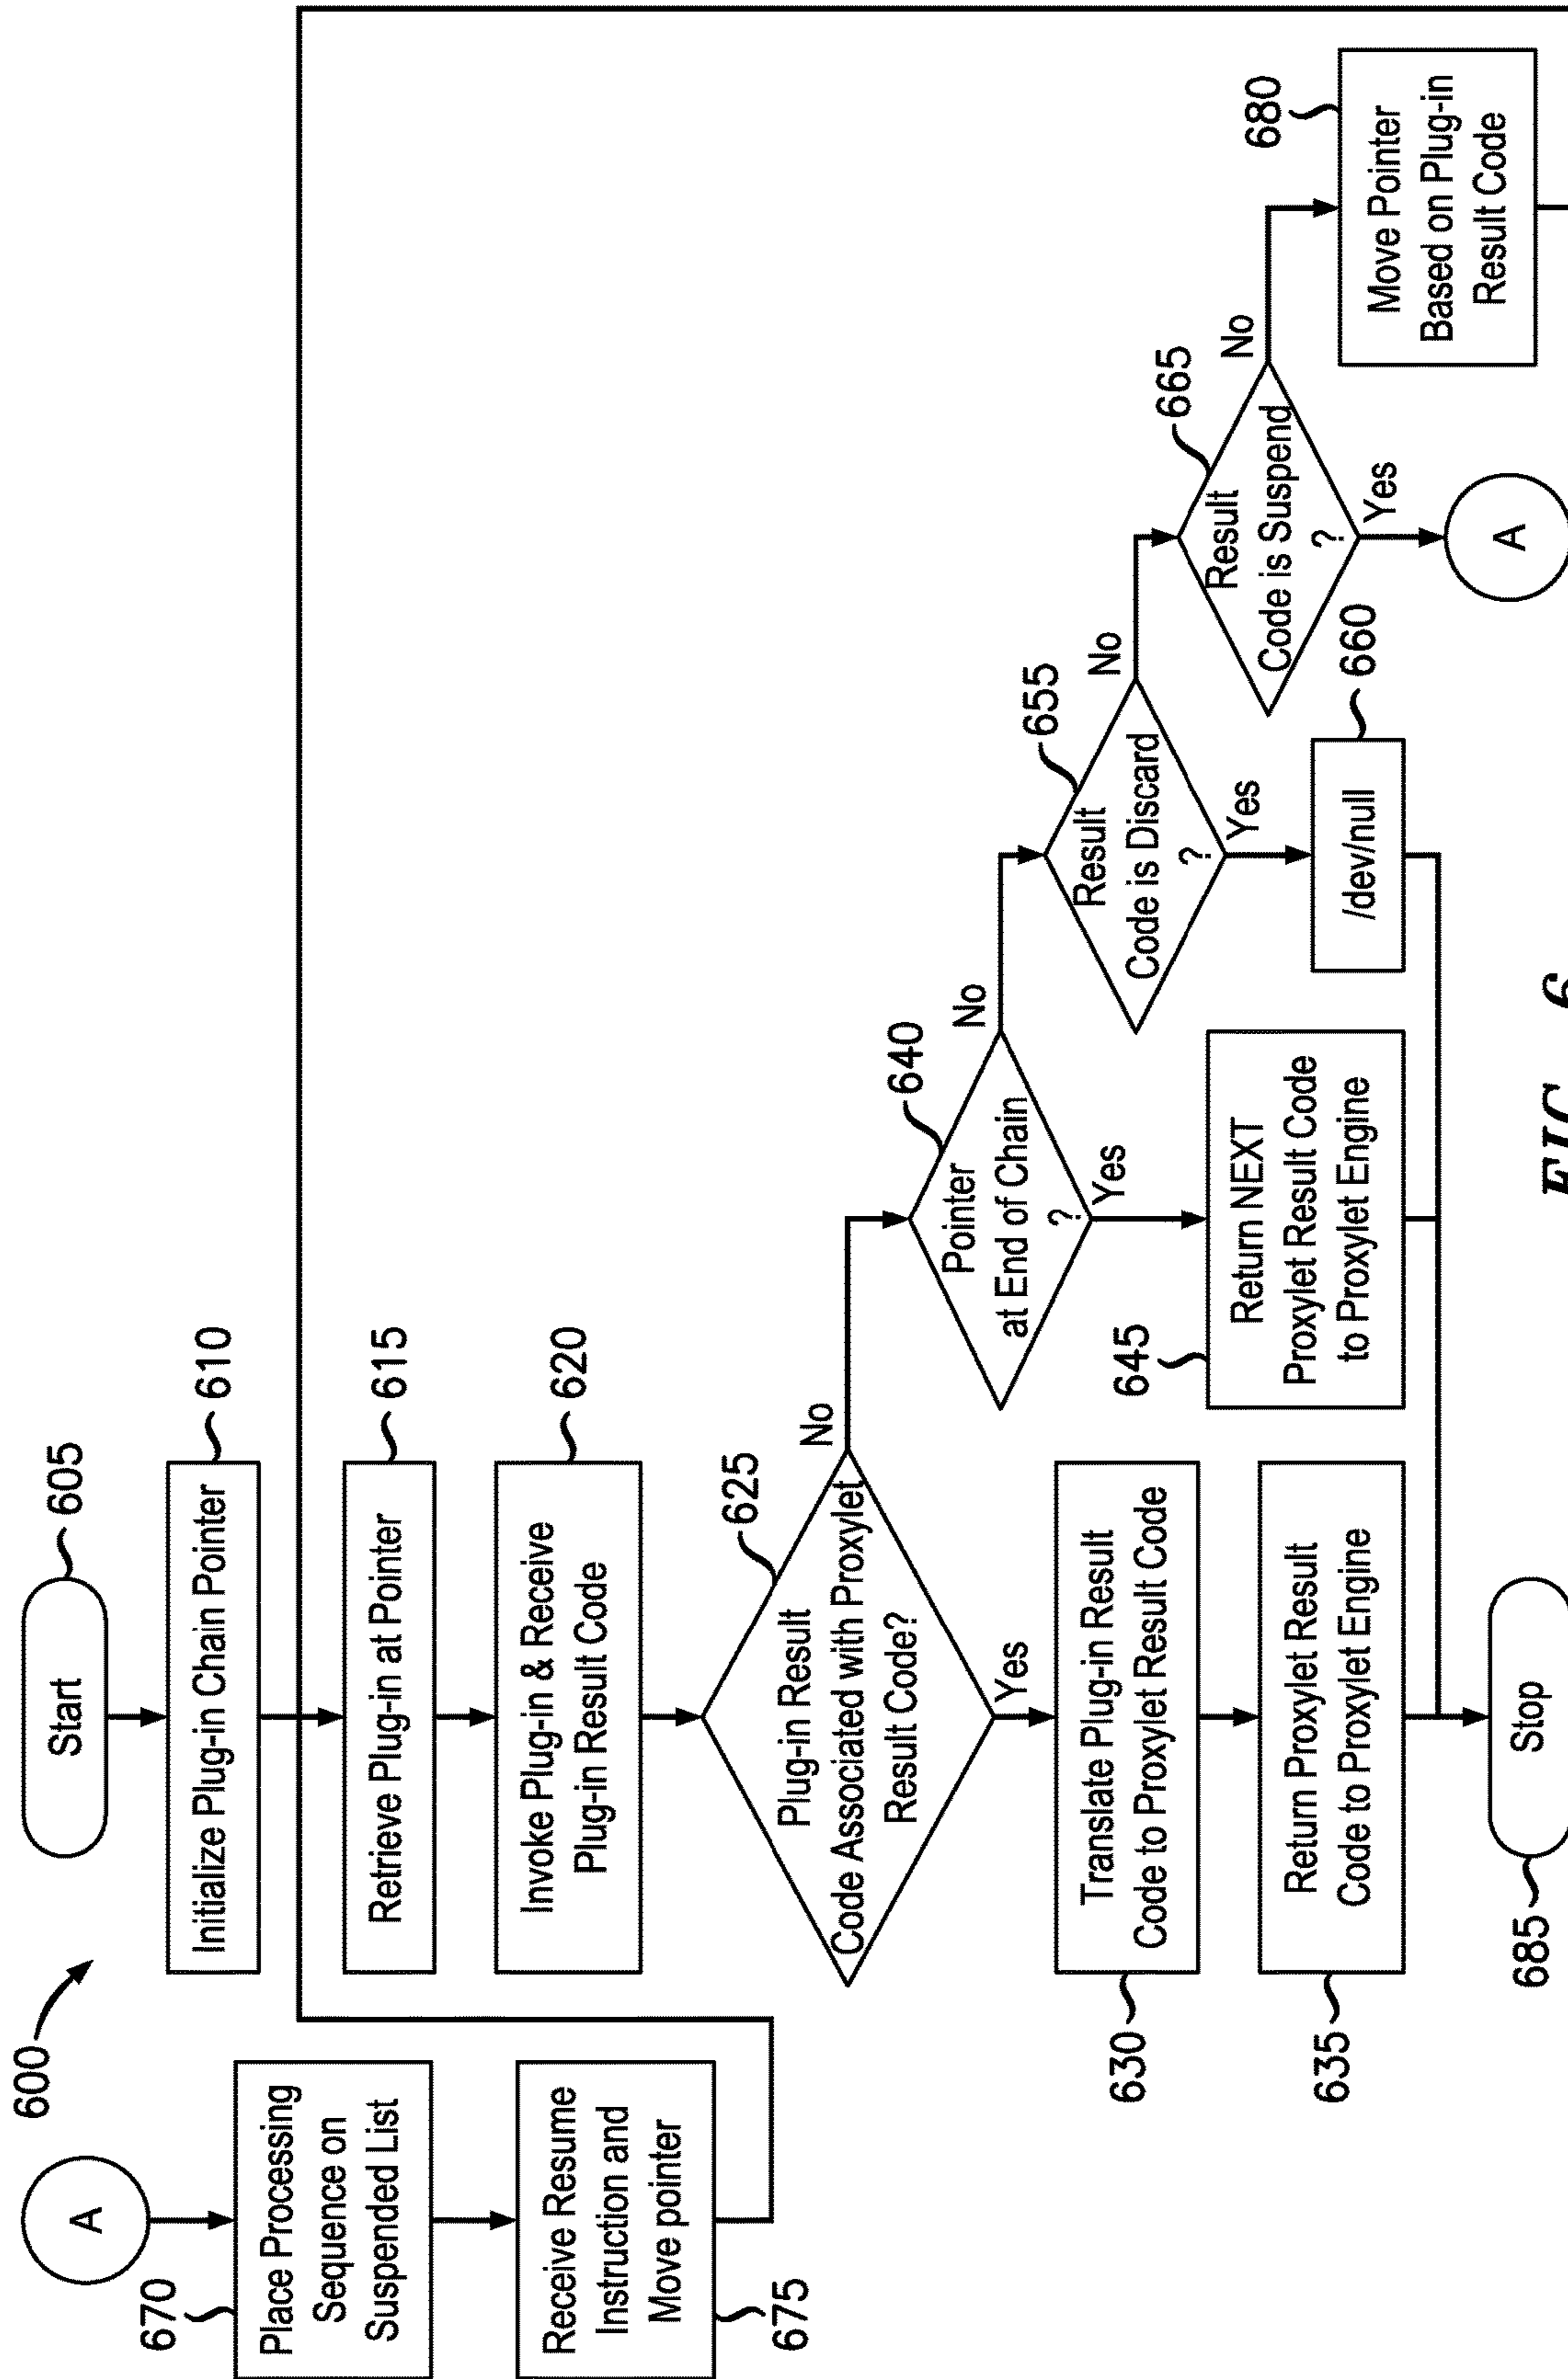 600
Start
605
Initialize Plug-in Chain Pointer
610
Retrieve Plug-in at Pointer
615
Invoke Plug-in & Receive
Plug-in Result Code
620
Plug-in Result
Code Associated with Proxylet
Result Code?
625
No
Yes
Translate Plug-in Result
Code to Proxylet Result Code
630
Return Proxylet Result
Code to Proxylet Engine
635
Stop
685
Pointer
at End of Chain
?
640
No
Yes
Return NEXT
Proxylet Result Code
to Proxylet Engine
645
Result
Code is Discard
?
655
No
Yes
/dev/null
660
Result
Code is Suspend
?
665
No
Yes
A
Move Pointer
Based on Plug-in
Result Code
680
A
Place Processing
Sequence on
Suspended List
670
Receive Resume
Instruction and
Move pointer
675
FIG. 6